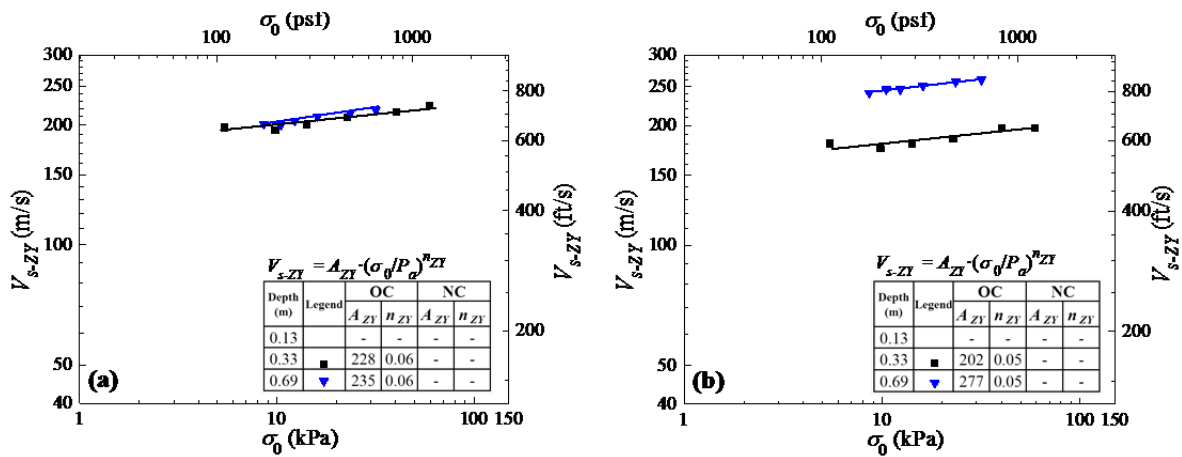 σ0 (psf)
100 1000
300
250
200
150
100
50
40
800
600
400
200
Vs-ZY (m/s)
Vs-ZY (ft/s)
Vs-ZY = AZY·(σ0/Pa)^nZY
Depth (m) Legend OC NC
AZY nZY AZY nZY
0.13 - - - -
0.33 228 0.06 - -
0.69 235 0.06 - -
(a)
1 10 100 150
σ0 (kPa)
σ0 (psf)
100 1000
300
250
200
150
100
50
40
800
600
400
200
Vs-ZY (m/s)
Vs-ZY (ft/s)
Vs-ZY = AZY·(σ0/Pa)^nZY
Depth (m) Legend OC NC
AZY nZY AZY nZY
0.13 - - - -
0.33 202 0.05 - -
0.69 277 0.05 - -
(b)
1 10 100 150
σ0 (kPa)